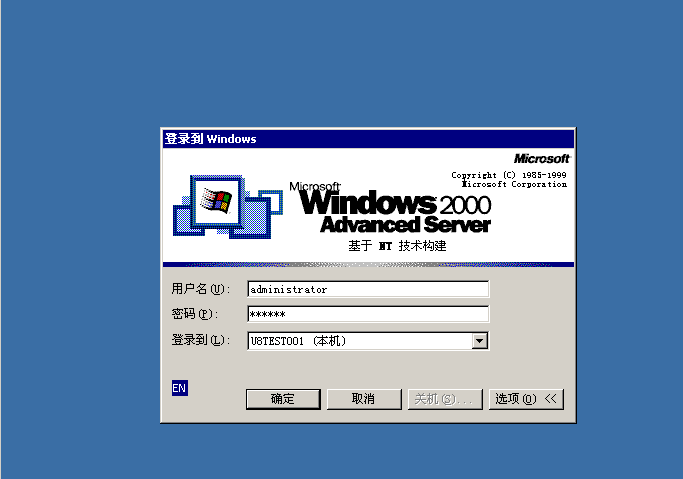 登录到 Windows
Microsoft
Copyright (C) 1985-1999
Microsoft Corporation
Microsoft
Windows 2000
Advanced Server
基于 NT 技术构建
用户名(U): administrator
密码(P): ******
登录到(L): U8TEST001 (本机)
EN
确定 取消 关机(S)... 选项(O) <<